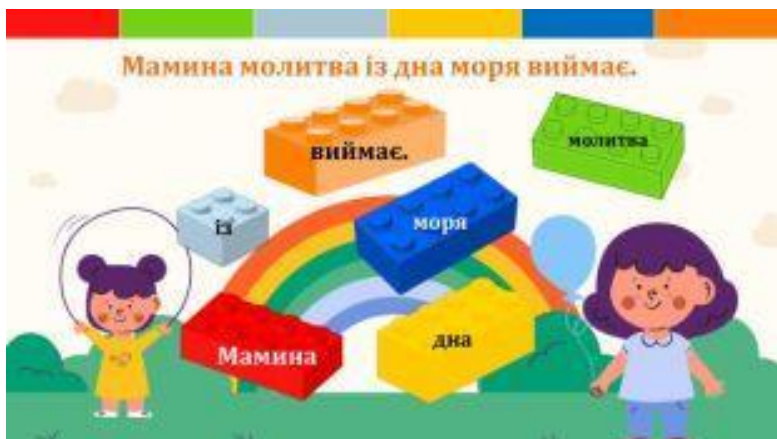 Мамина молитва із дна моря виймає.
виймає.
молитва
із
моря
Мамина
дна